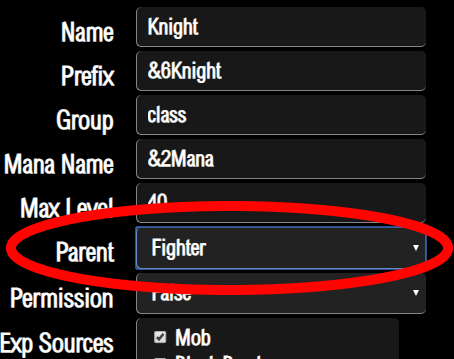 Name Knight
Prefix &6Knight
Group class
Mana Name &2Mana
Max Level 40
Parent Fighter
Permission False
Exp Sources Mob